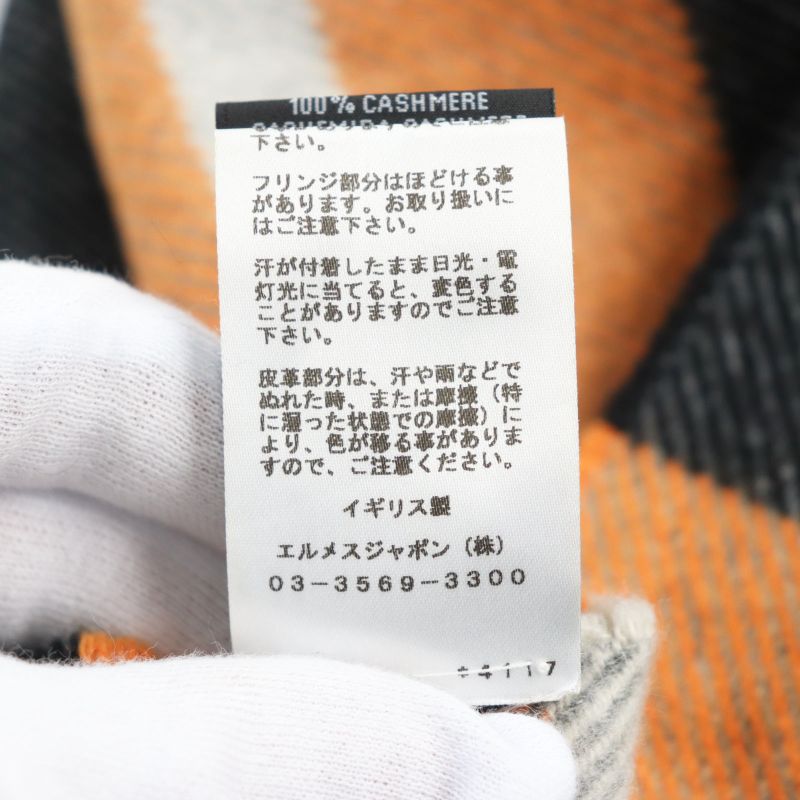 100% CASHMERE
下さい。
フリンジ部分はほどける事
があります。お取り扱いに
はご注意下さい。
汗が付着したまま日光・電
灯光に当てると、変色する
ことがありますのでご注意
下さい。
皮革部分は、汗や雨などで
ぬれた時、または摩擦（特
に湿った状態での摩擦）に
より、色が移る事がありま
すので、ご注意ください。
イギリス製
エルメスジャポン（株）
03-3569-3300
*4117